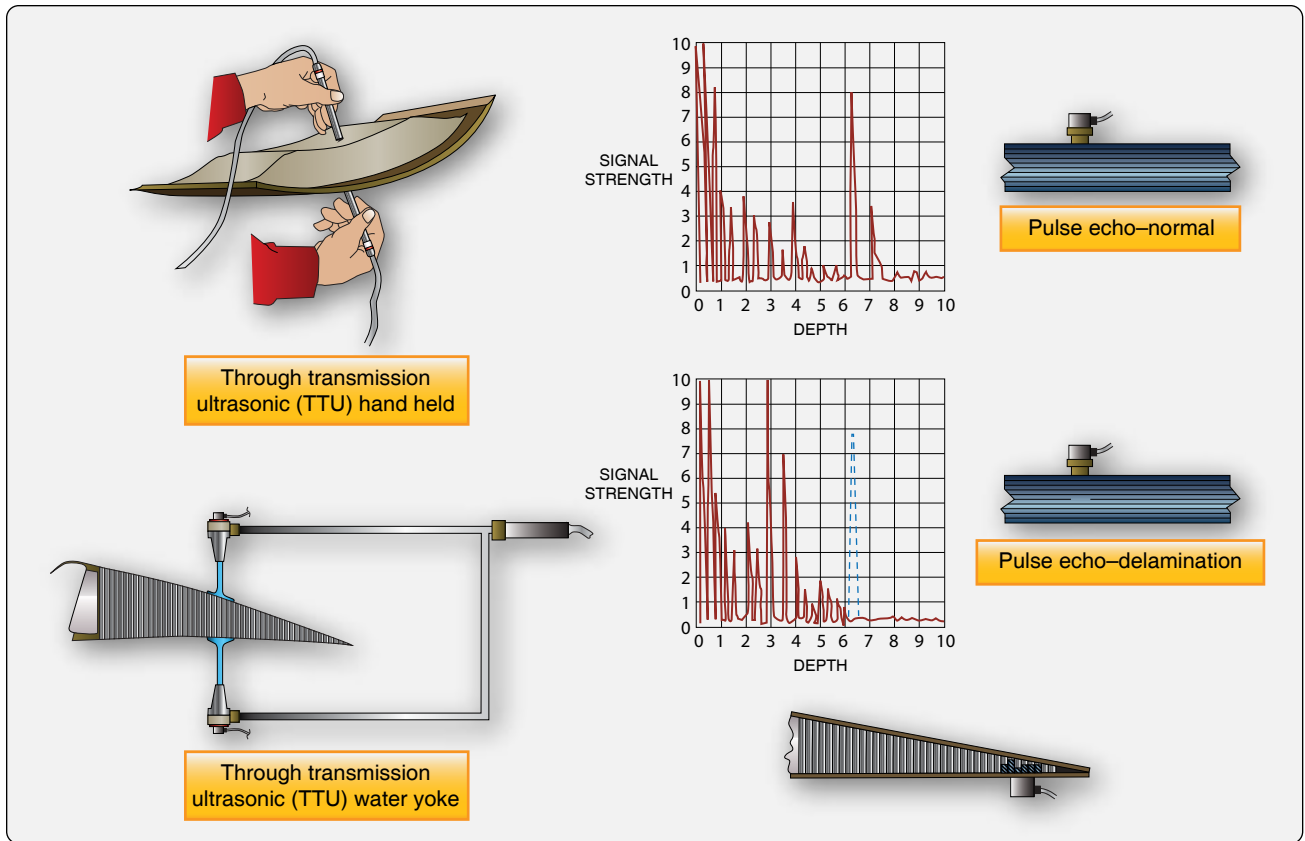 Through transmission
ultrasonic (TTU) hand held
Through transmission
ultrasonic (TTU) water yoke
10
9
8
7
6
5
4
3
2
1
0
SIGNAL
STRENGTH
0 1 2 3 4 5 6 7 8 9 10
DEPTH
Pulse echo–normal
10
9
8
7
6
5
4
3
2
1
0
SIGNAL
STRENGTH
0 1 2 3 4 5 6 7 8 9 10
DEPTH
Pulse echo–delamination